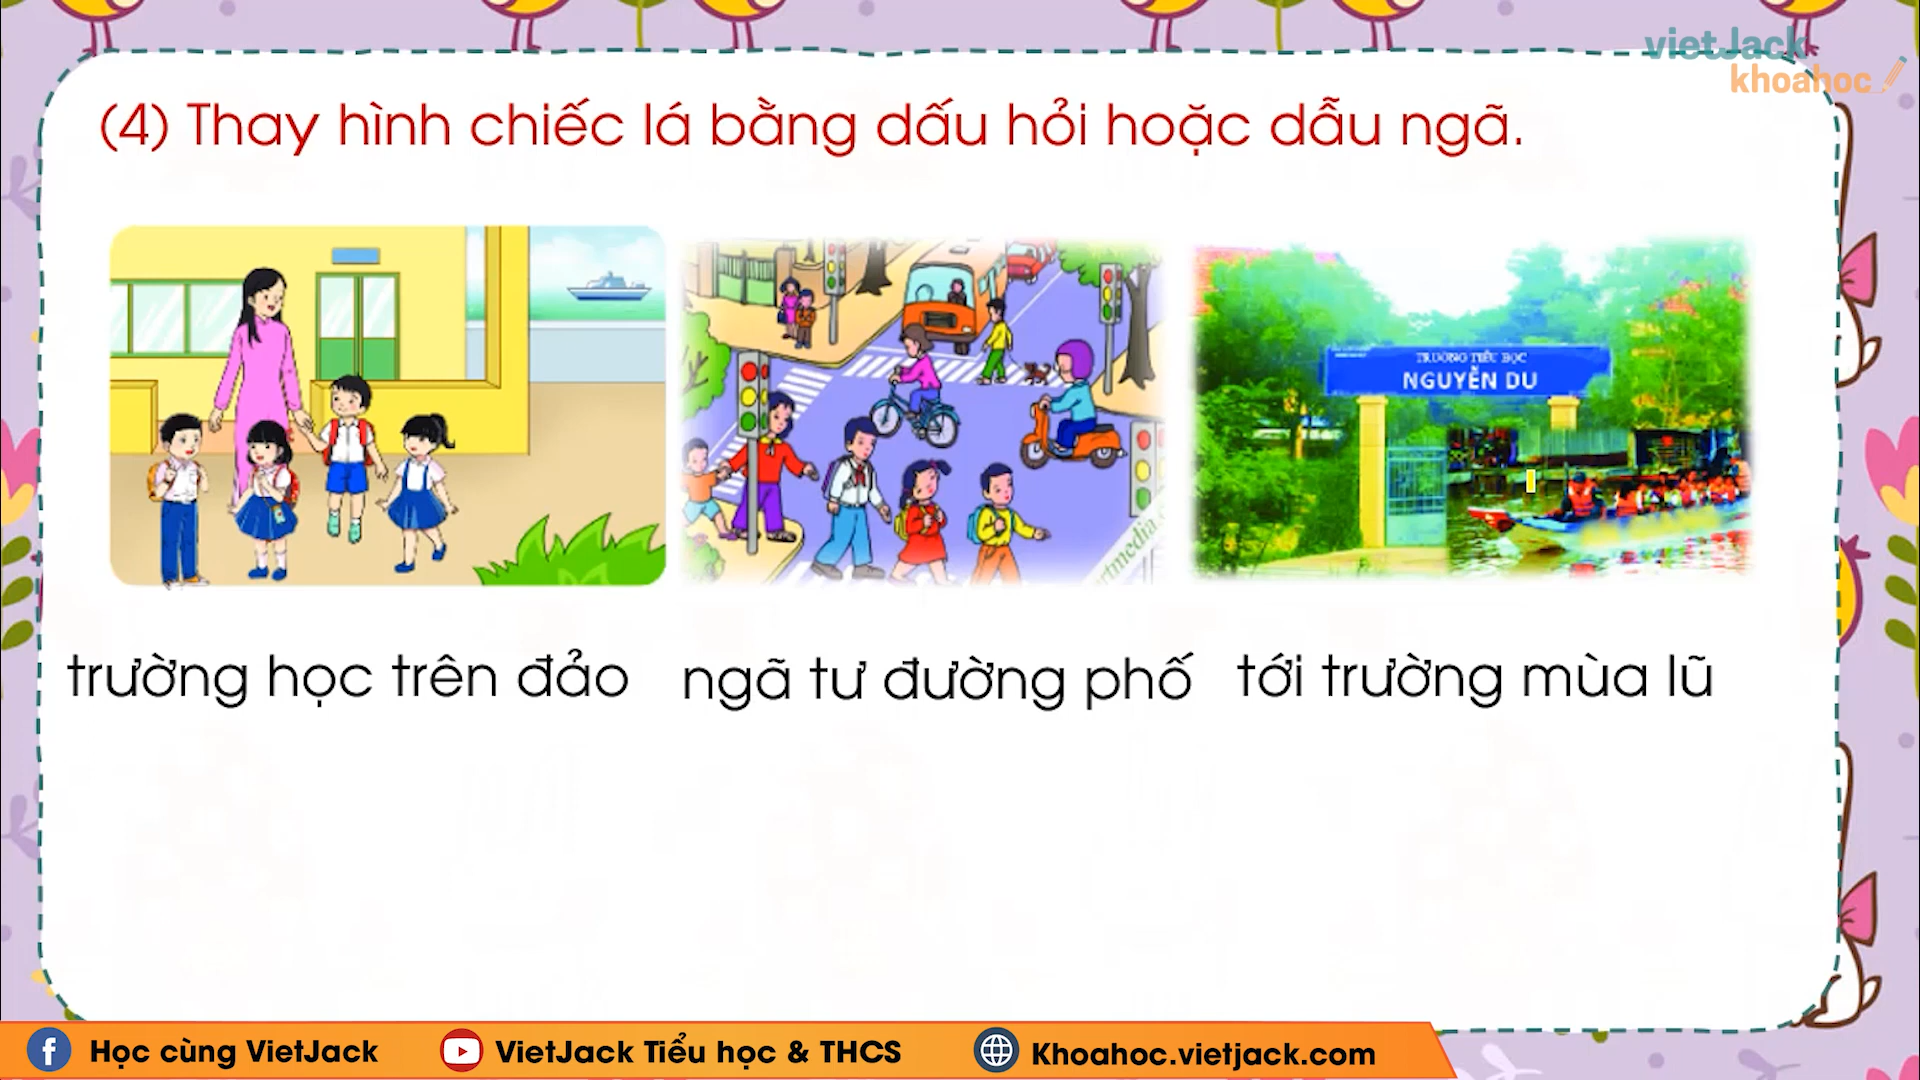 vietJack
khoahoc
(4) Thay hình chiếc lá bằng dấu hỏi hoặc dẫu ngã.
TRƯỜNG TIỂU HỌC
NGUYỄN DU
artmedia.c
trường học trên đảo
ngã tư đường phố
tới trường mùa lũ
Học cùng VietJack
VietJack Tiểu học & THCS
Khoahoc.vietjack.com